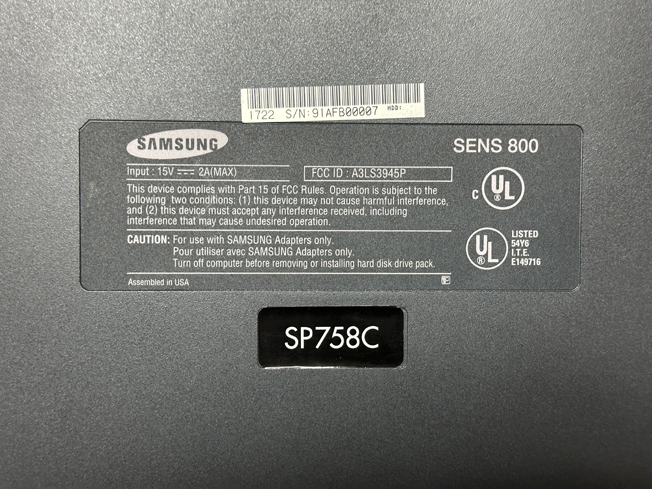 1722 S/N:91AFB00007 HDD:
SAMSUNG
SENS 800
Input : 15V ⎓ 2A(MAX)
FCC ID : A3LS3945P
This device complies with Part 15 of FCC Rules. Operation is subject to the
following two conditions: (1) this device may not cause harmful interference,
and (2) this device must accept any interference received, including
interference that may cause undesired operation.
CAUTION: For use with SAMSUNG Adapters only.
Pour utiliser avec SAMSUNG Adapters only.
Turn off computer before removing or installing hard disk drive pack.
Assembled in USA
C UL ®
UL ®
LISTED
54Y6
I.T.E.
E149716
SP758C